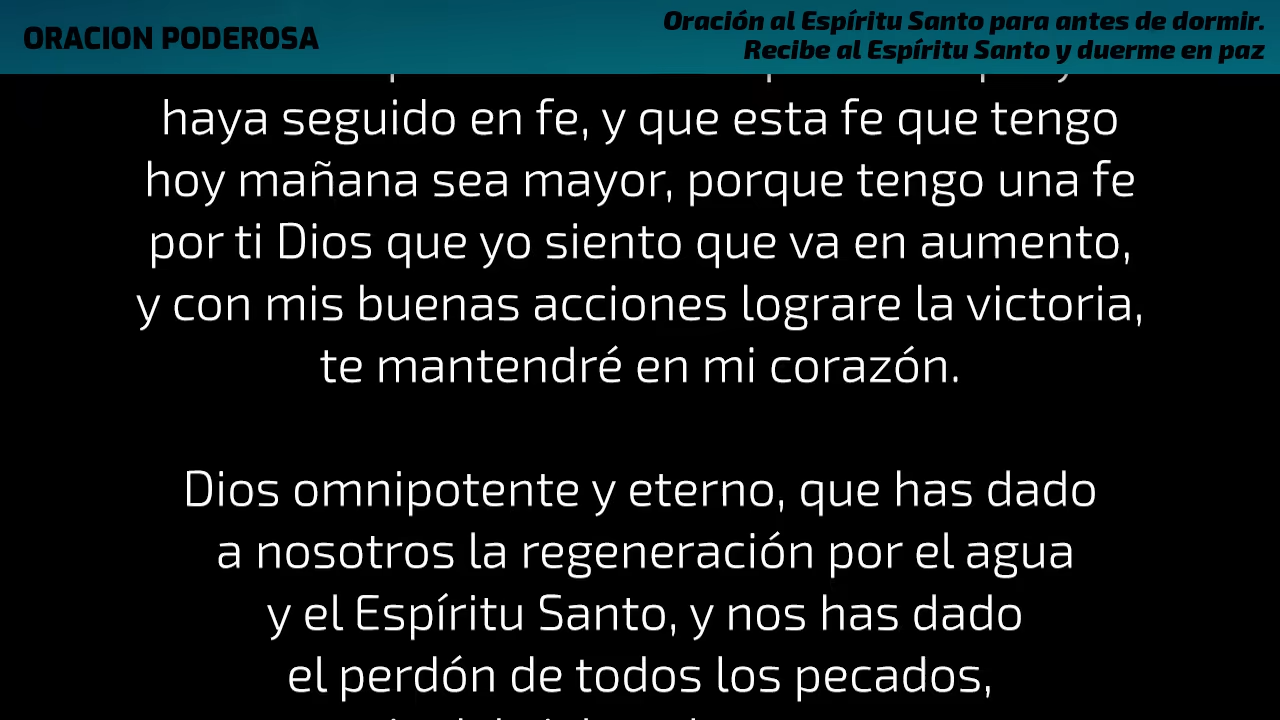 ORACION PODEROSA
Oración al Espíritu Santo para antes de dormir.
Recibe al Espíritu Santo y duerme en paz
haya seguido en fe, y que esta fe que tengo
hoy mañana sea mayor, porque tengo una fe
por ti Dios que yo siento que va en aumento,
y con mis buenas acciones lograre la victoria,
te mantendré en mi corazón.
Dios omnipotente y eterno, que has dado
a nosotros la regeneración por el agua
y el Espíritu Santo, y nos has dado
el perdón de todos los pecados,